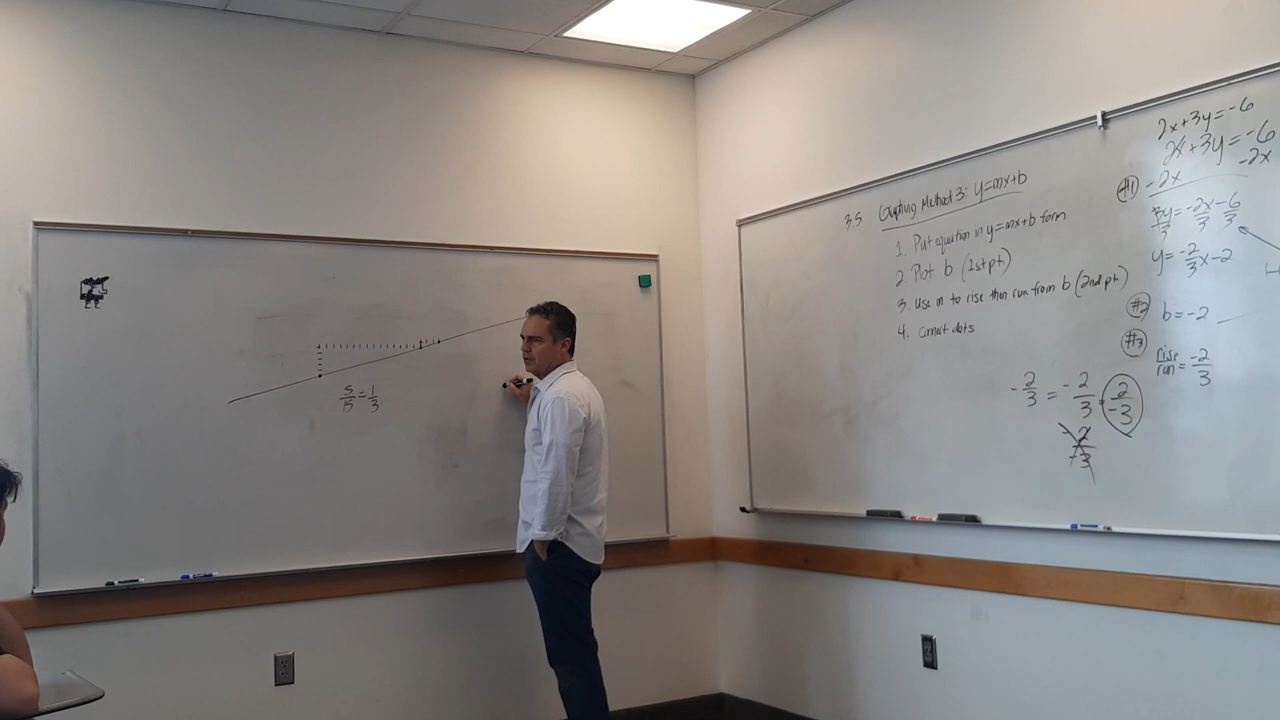 5/15 = 1/3
3.5 Graphing Method 3: y=mx+b
1. Put equation in y=mx+b form
2 Plot b (1st pt)
3. Use m to rise then run from b (2nd pt)
4. Connect dots
-2/3 = -2/3 = 2/-3
-2/-3
2x+3y=-6
#1 2x+3y=-6
-2x -2x
3y/3 = -2x/3 - 6/3
y=-2/3x-2
#2 b=-2
#3 rise/run = -2/3